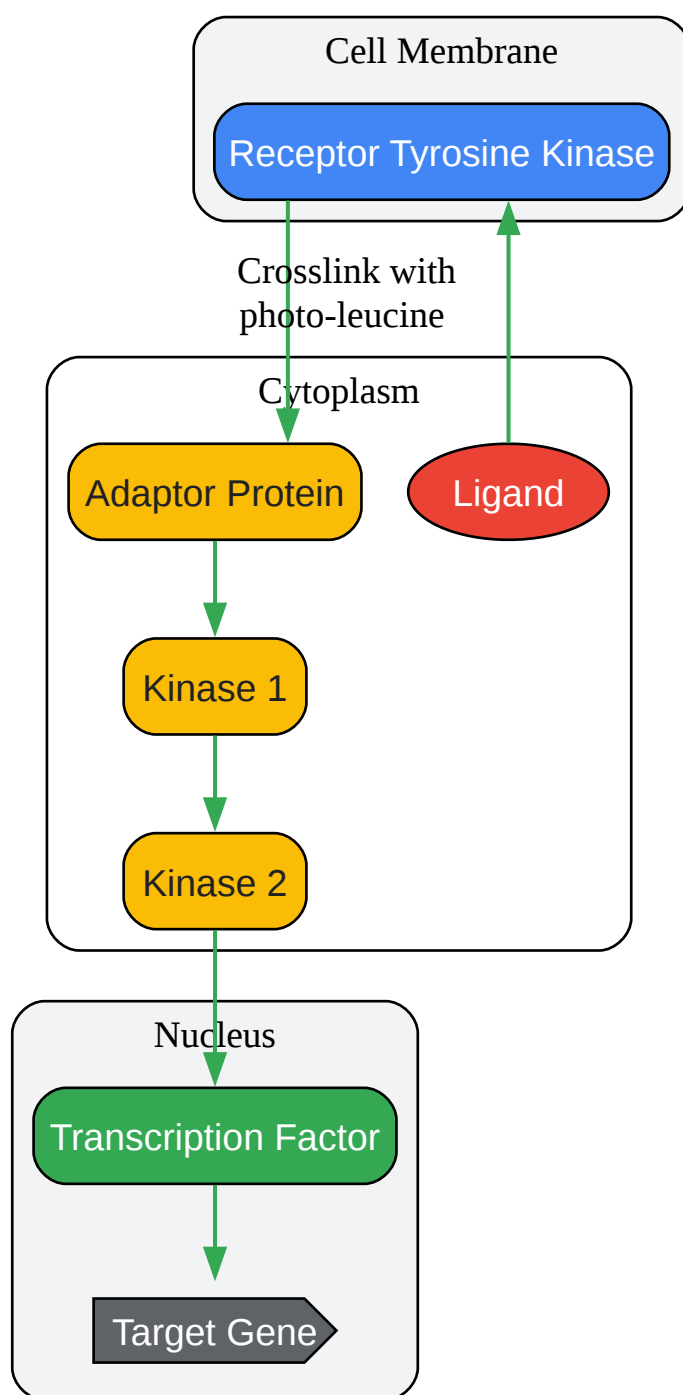 Cell Membrane
Receptor Tyrosine Kinase
Crosslink with
photo-leucine
Cytoplasm
Adaptor Protein
Ligand
Kinase 1
Kinase 2
Nucleus
Transcription Factor
Target Gene